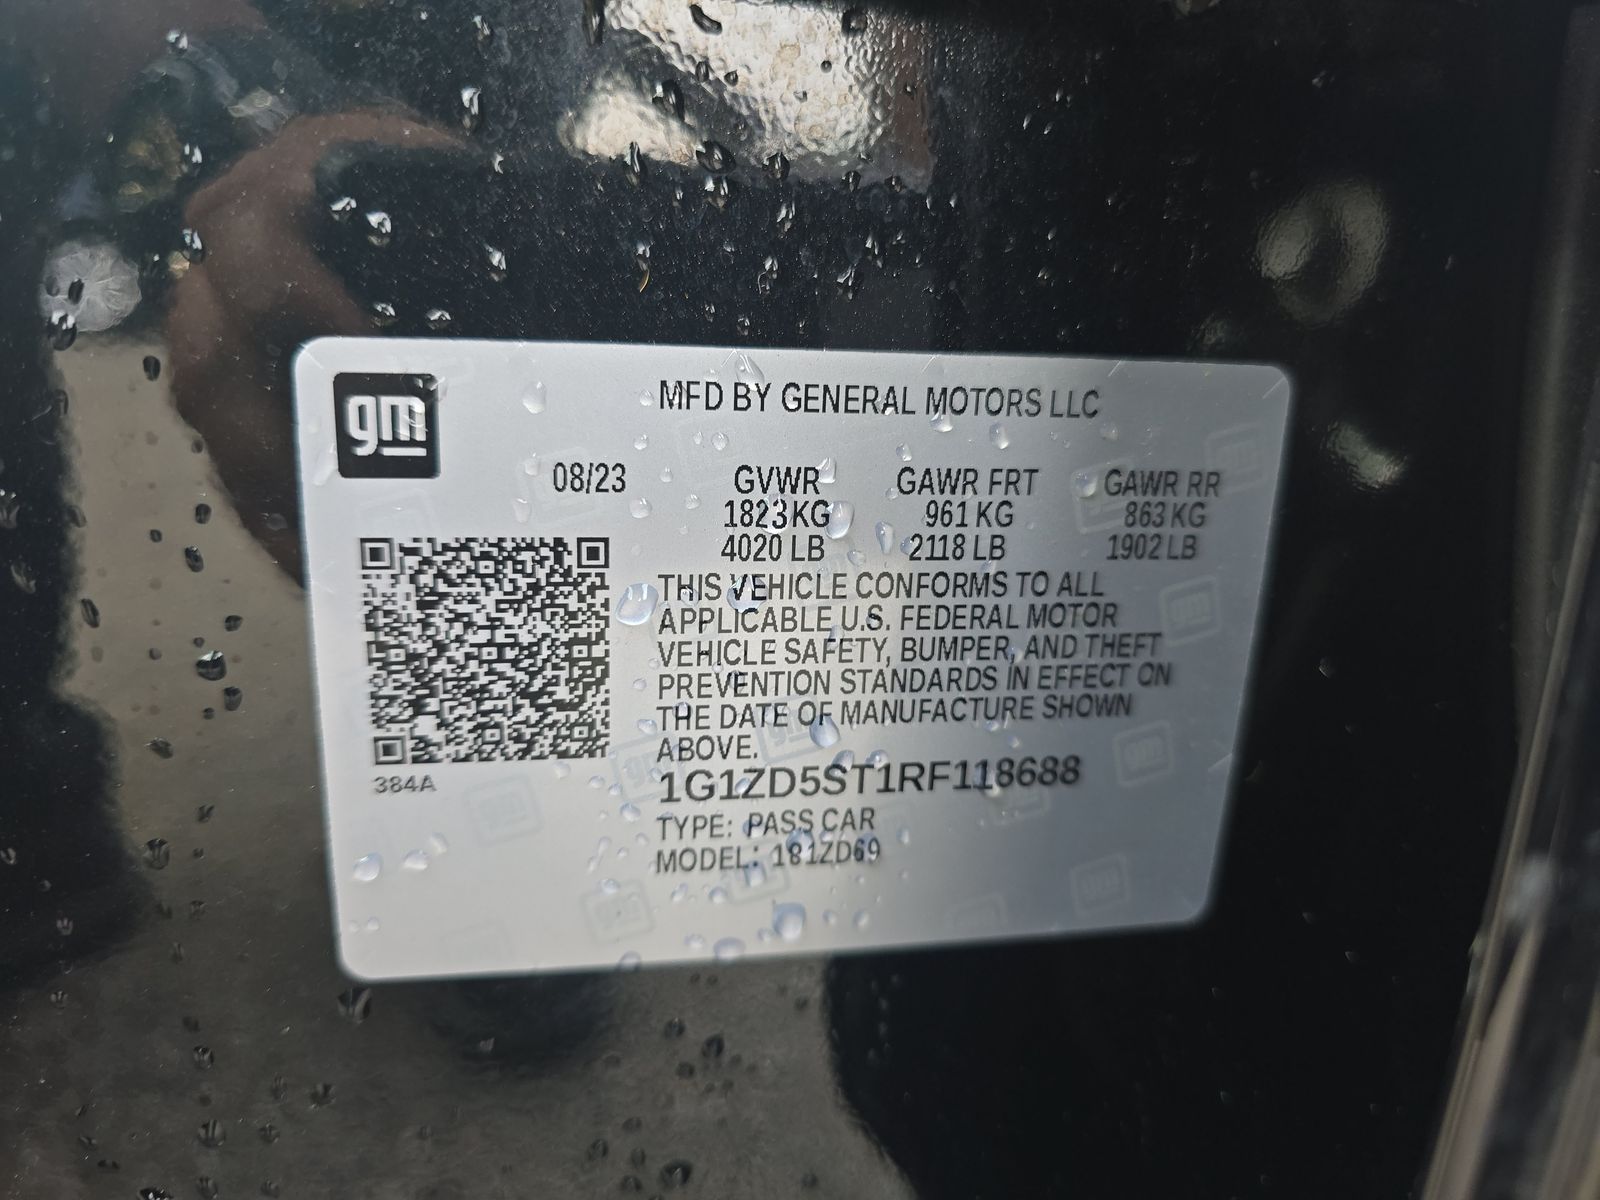 gm
MFD BY GENERAL MOTORS LLC
08/23 GVWR GAWR FRT GAWR RR
1823 KG 961 KG 863 KG
4020 LB 2118 LB 1902 LB
THIS VEHICLE CONFORMS TO ALL
APPLICABLE U.S. FEDERAL MOTOR
VEHICLE SAFETY, BUMPER, AND THEFT
PREVENTION STANDARDS IN EFFECT ON
THE DATE OF MANUFACTURE SHOWN
ABOVE.
384A
1G1ZD5ST1RF118688
TYPE: PASS CAR
MODEL: 181ZD69